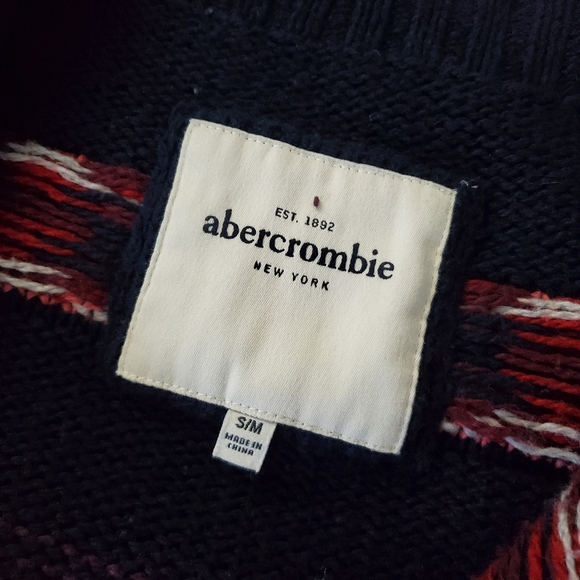 EST. 1892
abercrombie
NEW YORK
S/M
MADE IN
CHINA